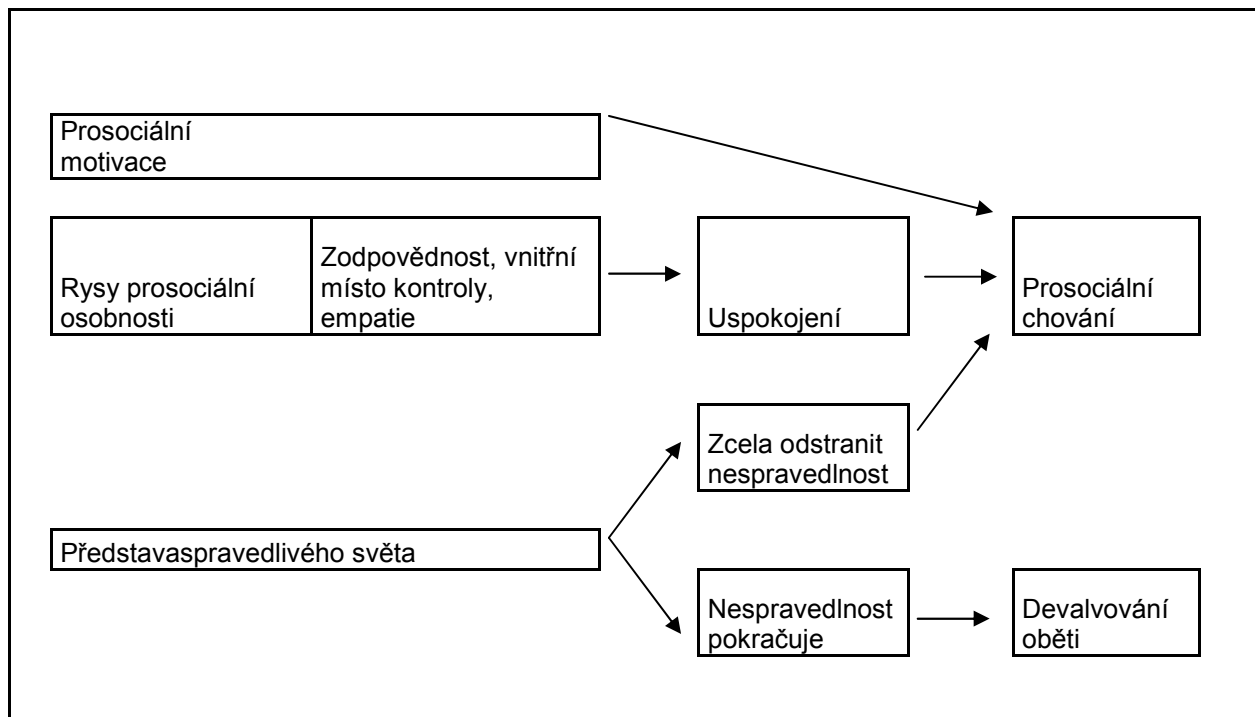 Prosociální
motivace
Rysy prosociální
osobnosti
Zodpovědnost, vnitřní
místo kontroly,
empatie
Uspokojení
Prosociální
chování
Zcela odstranit
nespravedlnost
Představaspravedlivého světa
Nespravedlnost
pokračuje
Devalvování
oběti